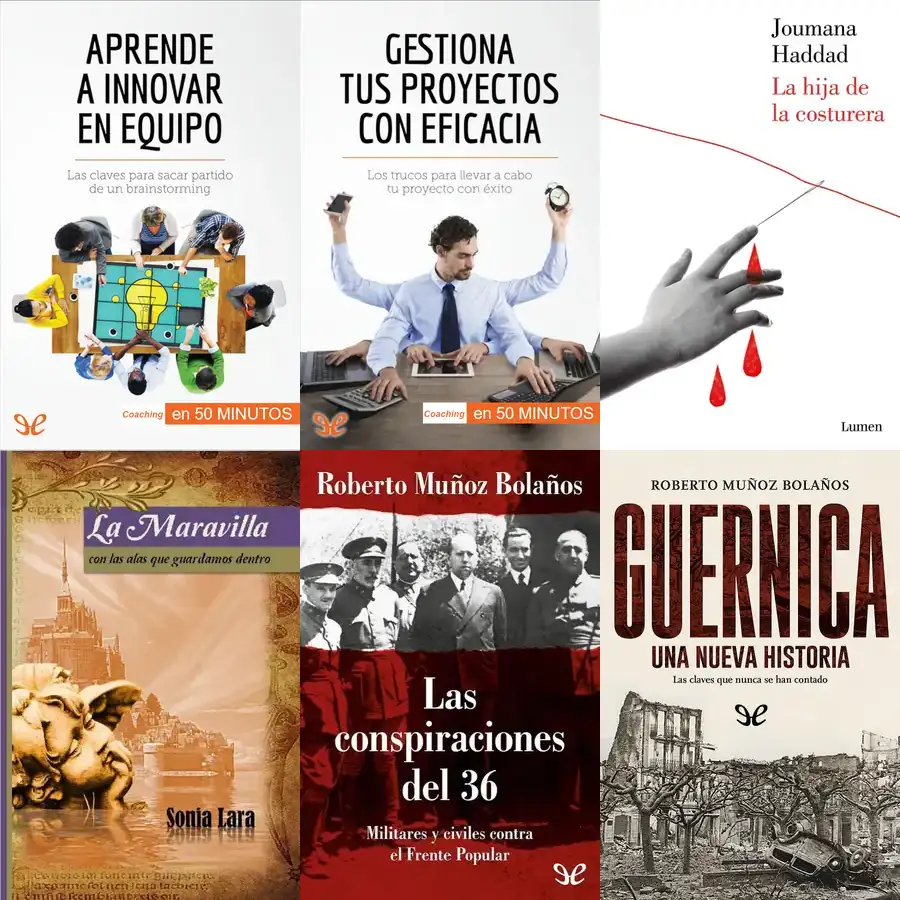 APRENDE
A INNOVAR
EN EQUIPO
Las claves para sacar partido
de un brainstorming
Coaching en 50 MINUTOS
GESTIONA
TUS PROYECTOS
CON EFICACIA
Los trucos para llevar a cabo
tu proyecto con éxito
Coaching en 50 MINUTOS
Joumana
Haddad
La hija de
la costurera
Lumen
La Maravilla
con las alas que guardamos dentro
Sonia Lara
Roberto Muñoz Bolaños
Las
conspiraciones
del 36
Militares y civiles contra
el Frente Popular
ROBERTO MUÑOZ BOLAÑOS
GUERNICA
UNA NUEVA HISTORIA
Las claves que nunca se han contado